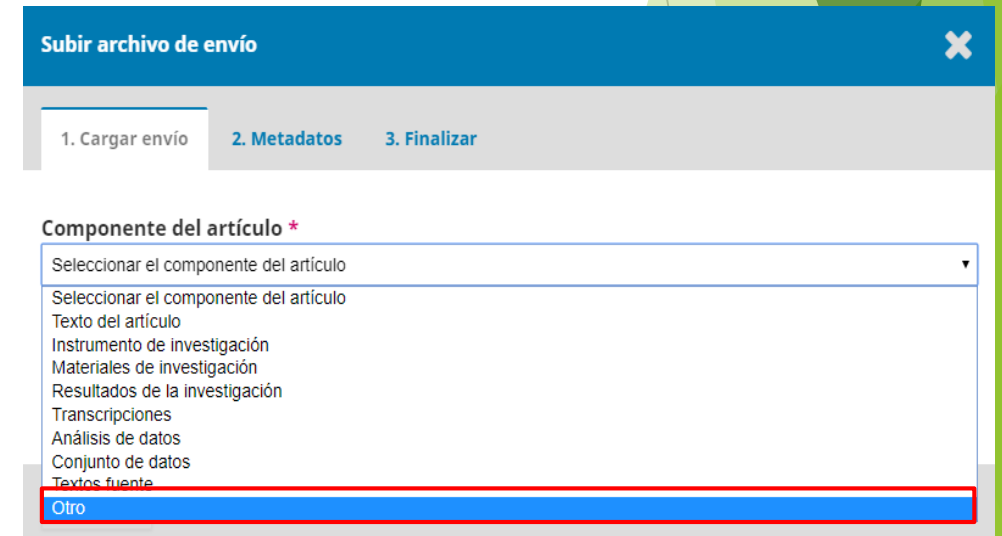 Subir archivo de envío
1. Cargar envío 2. Metadatos 3. Finalizar
Componente del artículo *
Seleccionar el componente del artículo
Seleccionar el componente del artículo
Texto del artículo
Instrumento de investigación
Materiales de investigación
Resultados de la investigación
Transcripciones
Análisis de datos
Conjunto de datos
Textos fuente
Otro